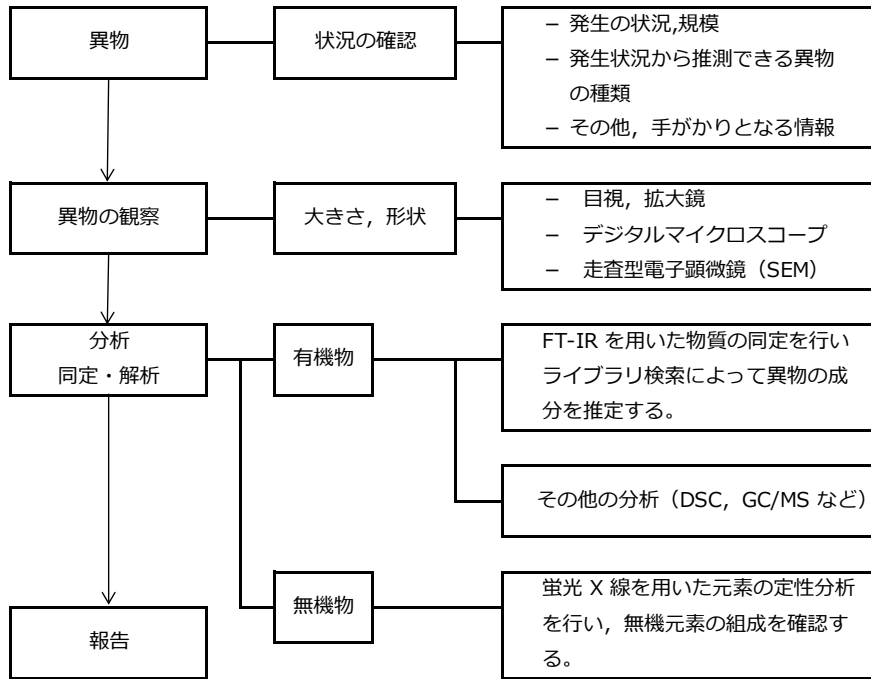 異物
状況の確認
− 発生の状況,規模
− 発生状況から推測できる異物
の種類
− その他，手がかりとなる情報
異物の観察
大きさ，形状
− 目視，拡大鏡
− デジタルマイクロスコープ
− 走査型電子顕微鏡（SEM）
分析
同定・解析
有機物
FT-IR を用いた物質の同定を行い
ライブラリ検索によって異物の成
分を推定する。
その他の分析（DSC，GC/MS など）
無機物
蛍光 X 線を用いた元素の定性分析
を行い，無機元素の組成を確認す
る。
報告